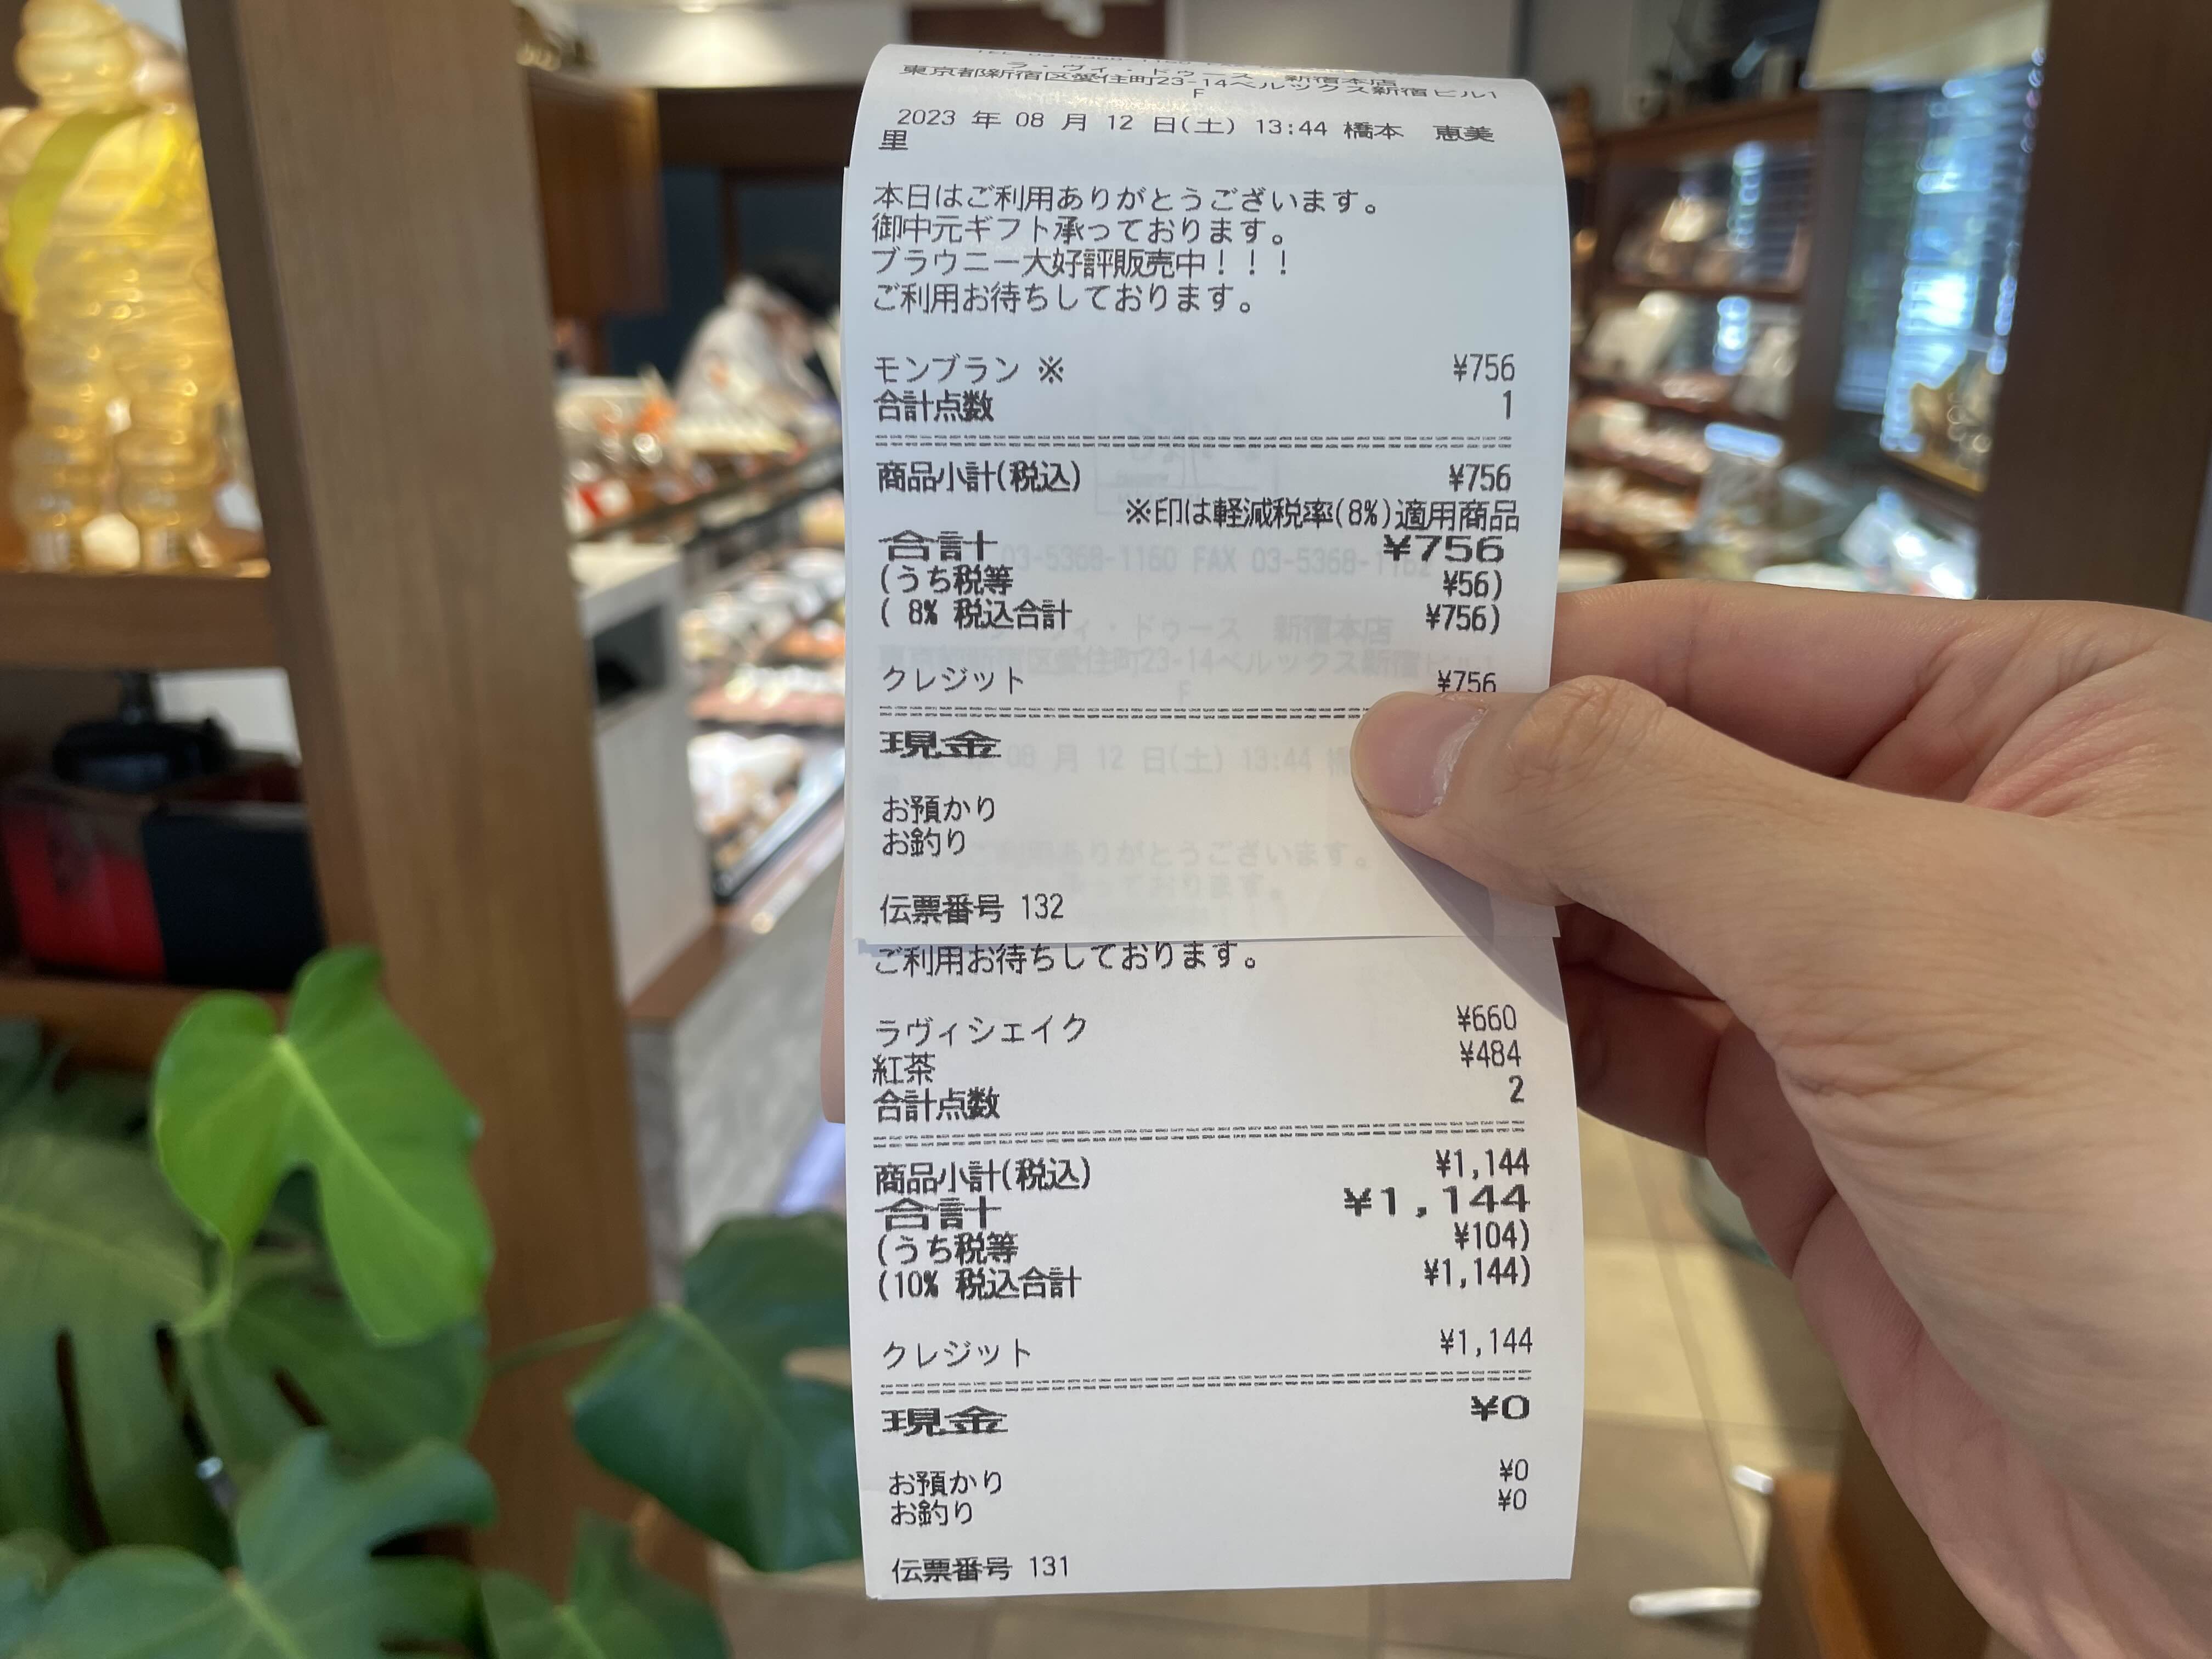 ラ・ヴィ・ドゥース 新宿本店
東京都新宿区愛住町23-14ベルックス新宿ビル1
F
2023 年 08 月 12 日(土) 13:44 橋本 恵美
里
本日はご利用ありがとうございます。
御中元ギフト承っております。
ブラウニー大好評販売中！！！
ご利用お待ちしております。
モンブラン ※ ¥756
合計点数 1
商品小計(税込) ¥756
※印は軽減税率(8%)適用商品
合計 ¥756
(うち税等 ¥56)
( 8% 税込合計 ¥756)
クレジット ¥756
現金
お預かり
お釣り
伝票番号 132
ご利用お待ちしております。
ラヴィシェイク ¥660
紅茶 ¥484
合計点数 2
商品小計(税込) ¥1,144
合計 ¥1,144
(うち税等 ¥104)
(10% 税込合計 ¥1,144)
クレジット ¥1,144
現金 ¥0
お預かり ¥0
お釣り ¥0
伝票番号 131